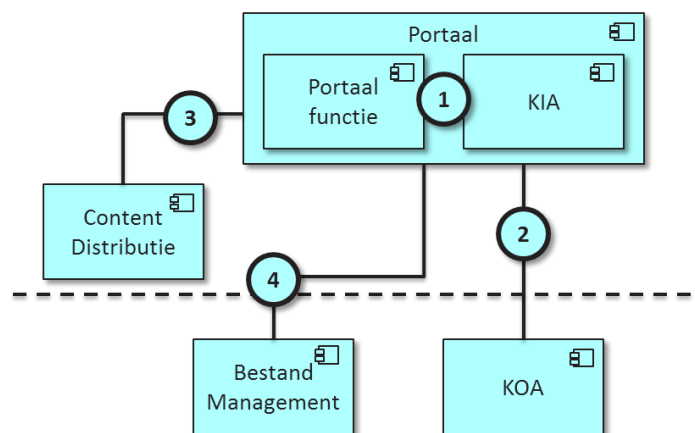 Portaal
Portaal
functie
1
KIA
3
Content
Distributie
2
4
Bestand
Management
KOA